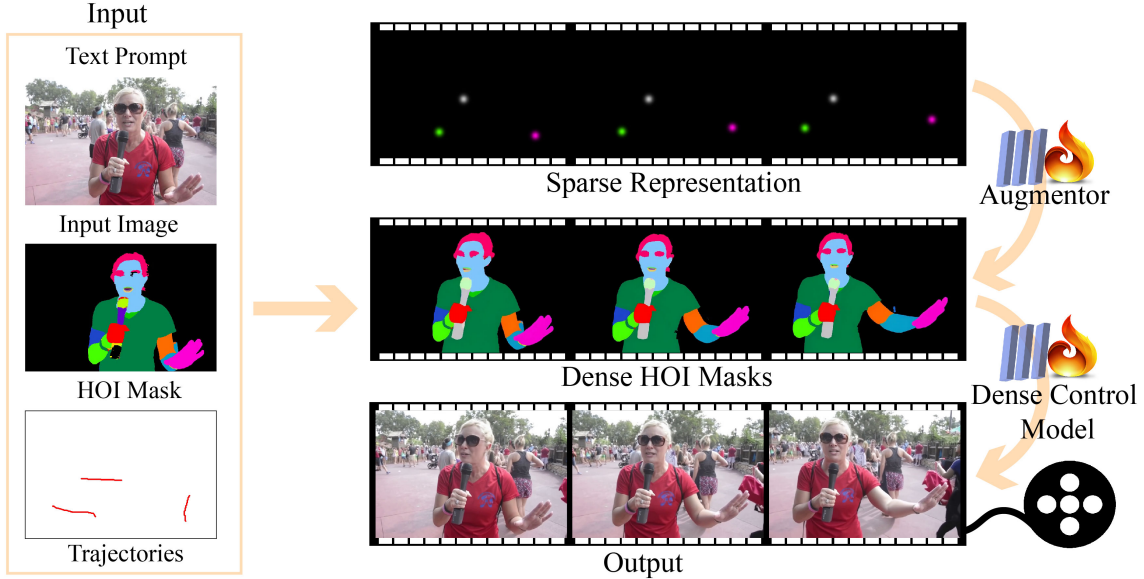 Input
Text Prompt
Input Image
HOI Mask
Trajectories
Sparse Representation
Augmentor
Dense HOI Masks
Dense Control
Model
Output